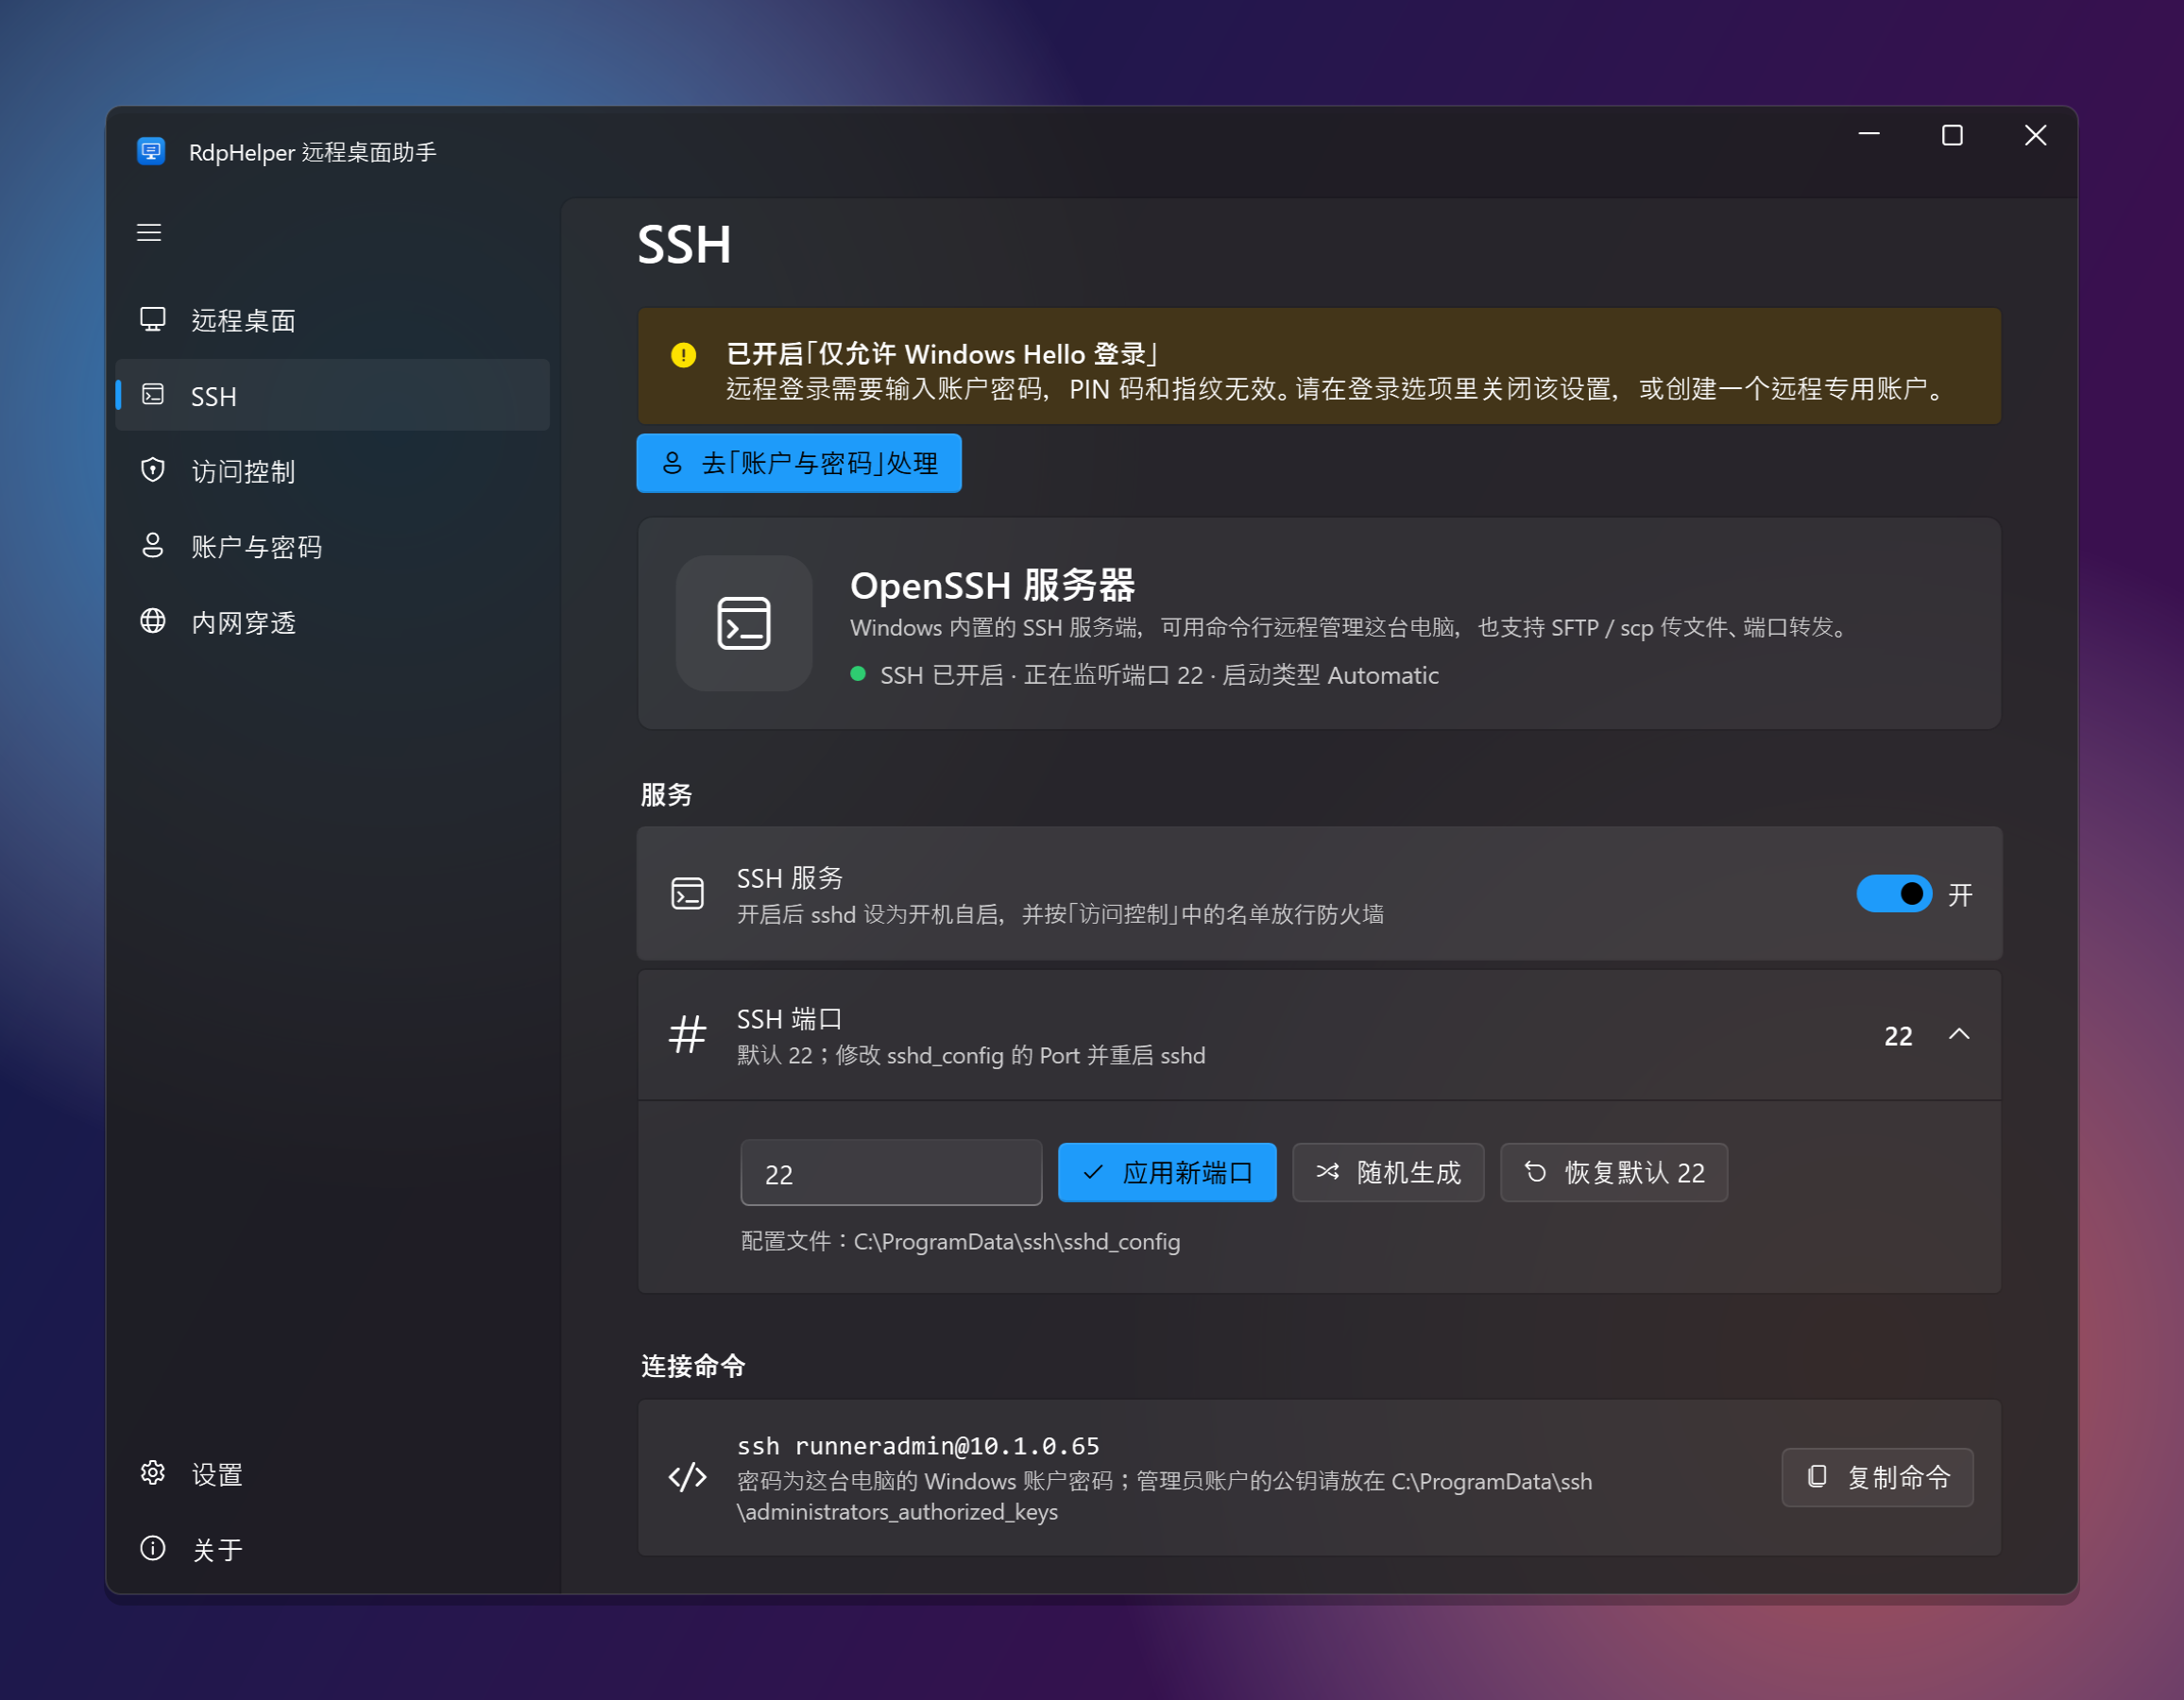 RdpHelper 远程桌面助手
远程桌面
SSH
访问控制
账户与密码
内网穿透
设置
关于
SSH
已开启「仅允许 Windows Hello 登录」
远程登录需要输入账户密码，PIN 码和指纹无效。请在登录选项里关闭该设置，或创建一个远程专用账户。
去「账户与密码」处理
OpenSSH 服务器
Windows 内置的 SSH 服务端，可用命令行远程管理这台电脑，也支持 SFTP / scp 传文件、端口转发。
SSH 已开启 · 正在监听端口 22 · 启动类型 Automatic
服务
SSH 服务
开启后 sshd 设为开机自启，并按「访问控制」中的名单放行防火墙
开
SSH 端口
默认 22；修改 sshd_config 的 Port 并重启 sshd
22
22
应用新端口
随机生成
恢复默认 22
配置文件：C:\ProgramData\ssh\sshd_config
连接命令
ssh runneradmin@10.1.0.65
密码为这台电脑的 Windows 账户密码；管理员账户的公钥请放在 C:\ProgramData\ssh
\administrators_authorized_keys
复制命令